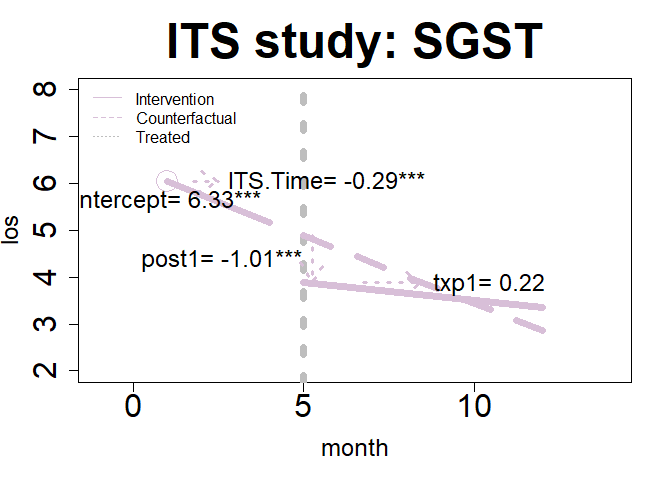 ITS study: SGST
Intervention
Counterfactual
Treated
ITS.Time= -0.29***
ntercept= 6.33***
post1= -1.01***
txp1= 0.22
los
8
7
6
5
4
3
2
0
5
10
month